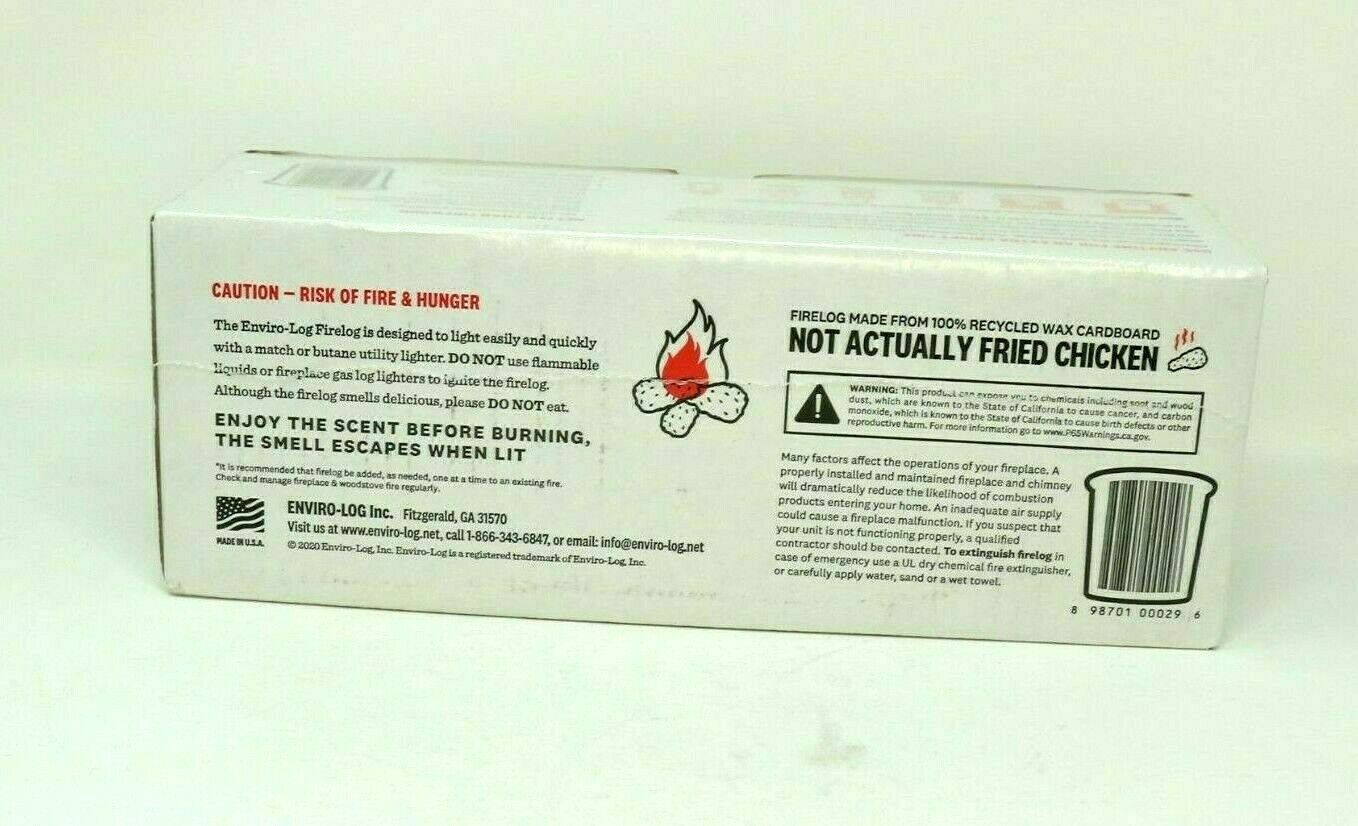 CAUTION – RISK OF FIRE & HUNGER
The Enviro-Log Firelog is designed to light easily and quickly
with a match or butane utility lighter. DO NOT use flammable
liquids or fireplace gas log lighters to ignite the firelog.
Although the firelog smells delicious, please DO NOT eat.
ENJOY THE SCENT BEFORE BURNING,
THE SMELL ESCAPES WHEN LIT
*It is recommended that firelog be added, as needed, one at a time to an existing fire.
Check and manage fireplace & woodstove fire regularly.
MADE IN U.S.A.
ENVIRO-LOG Inc. Fitzgerald, GA 31570
Visit us at www.enviro-log.net, call 1-866-343-6847, or email: info@enviro-log.net
© 2020 Enviro-Log, Inc. Enviro-Log is a registered trademark of Enviro-Log, Inc.
FIRELOG MADE FROM 100% RECYCLED WAX CARDBOARD
NOT ACTUALLY FRIED CHICKEN
WARNING: This product can expose you to chemicals including soot and wood
dust, which are known to the State of California to cause cancer, and carbon
monoxide, which is known to the State of California to cause birth defects or other
reproductive harm. For more information go to www.P65Warnings.ca.gov.
Many factors affect the operations of your fireplace. A
properly installed and maintained fireplace and chimney
will dramatically reduce the likelihood of combustion
products entering your home. An inadequate air supply
could cause a fireplace malfunction. If you suspect that
your unit is not functioning properly, a qualified
contractor should be contacted. To extinguish firelog in
case of emergency use a UL dry chemical fire extinguisher,
or carefully apply water, sand or a wet towel.
8 98701 00029 6